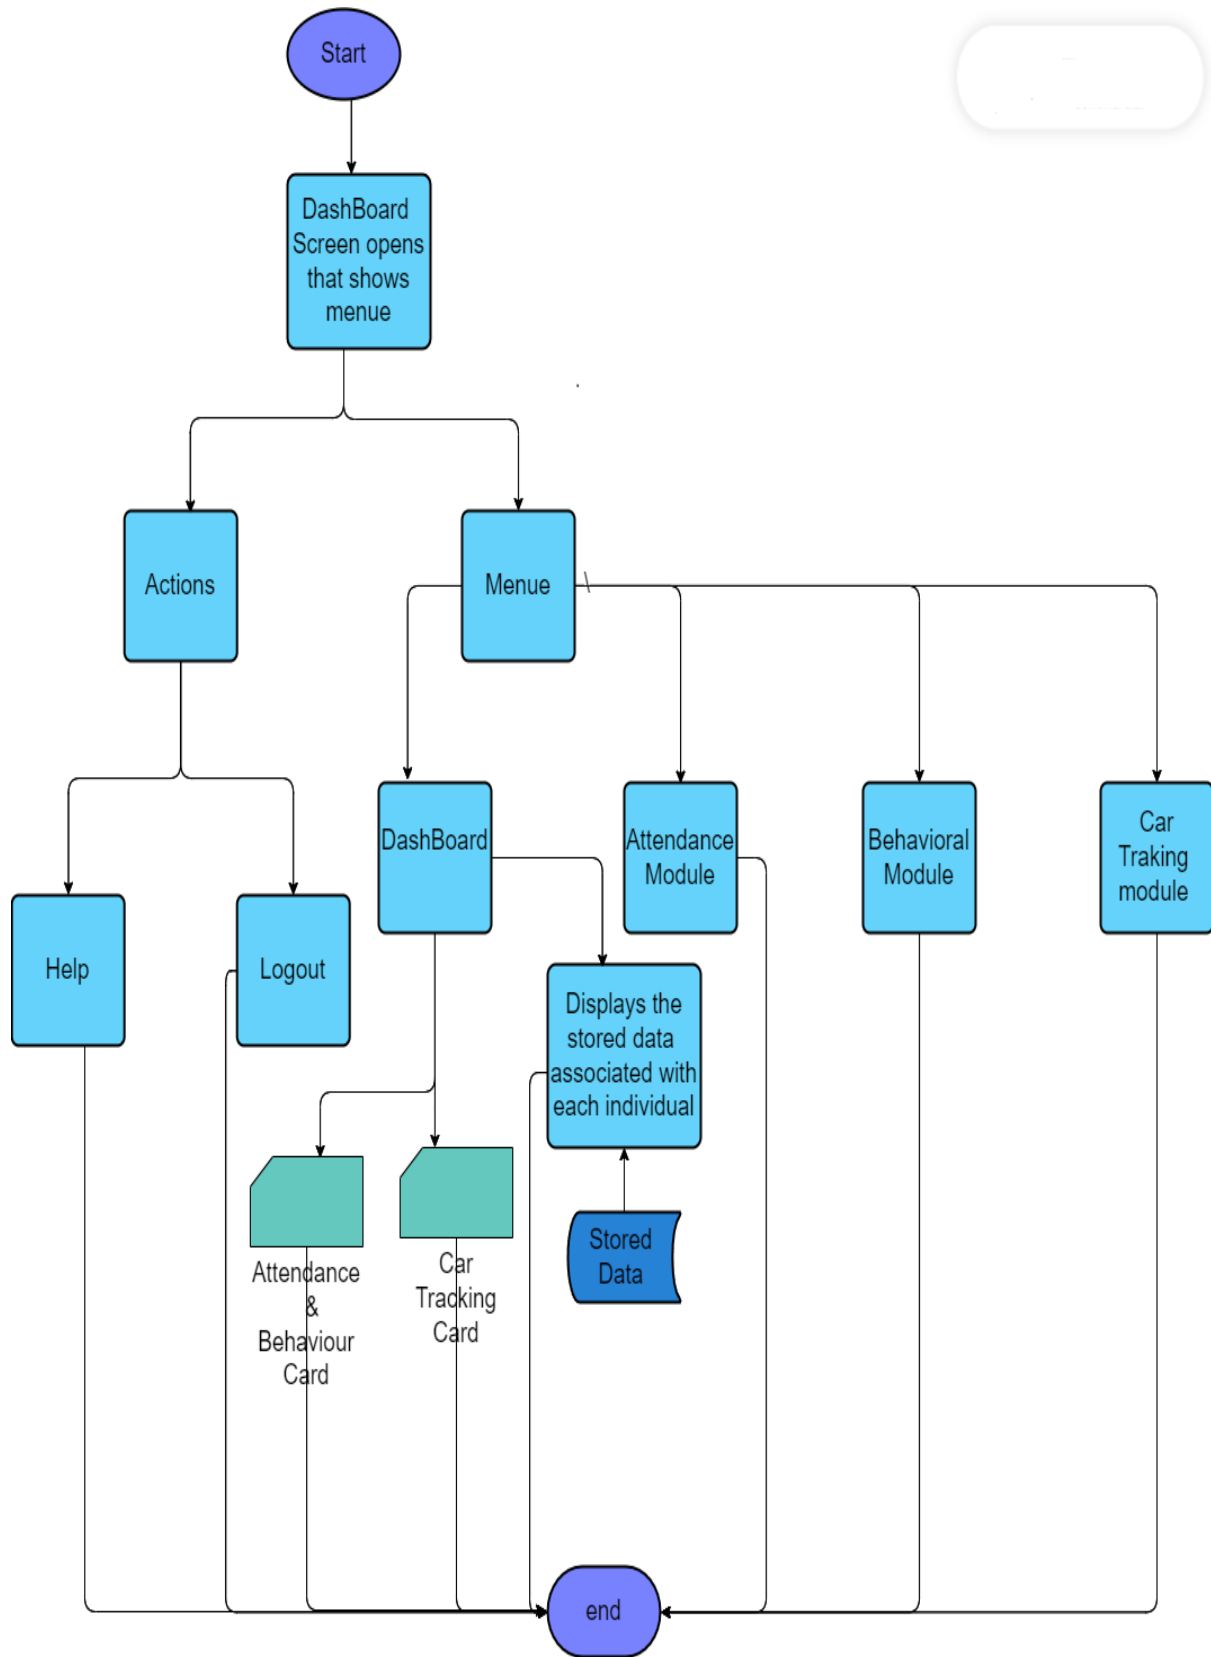 Start
DashBoard
Screen opens
that shows
menue
Actions
Menue
\
DashBoard
Attendance
Module
Behavioral
Module
Car
Traking
module
Help
Logout
Displays the
stored data
associated with
each individual
Stored
Data
Attendance
&
Behaviour
Card
Car
Tracking
Card
end